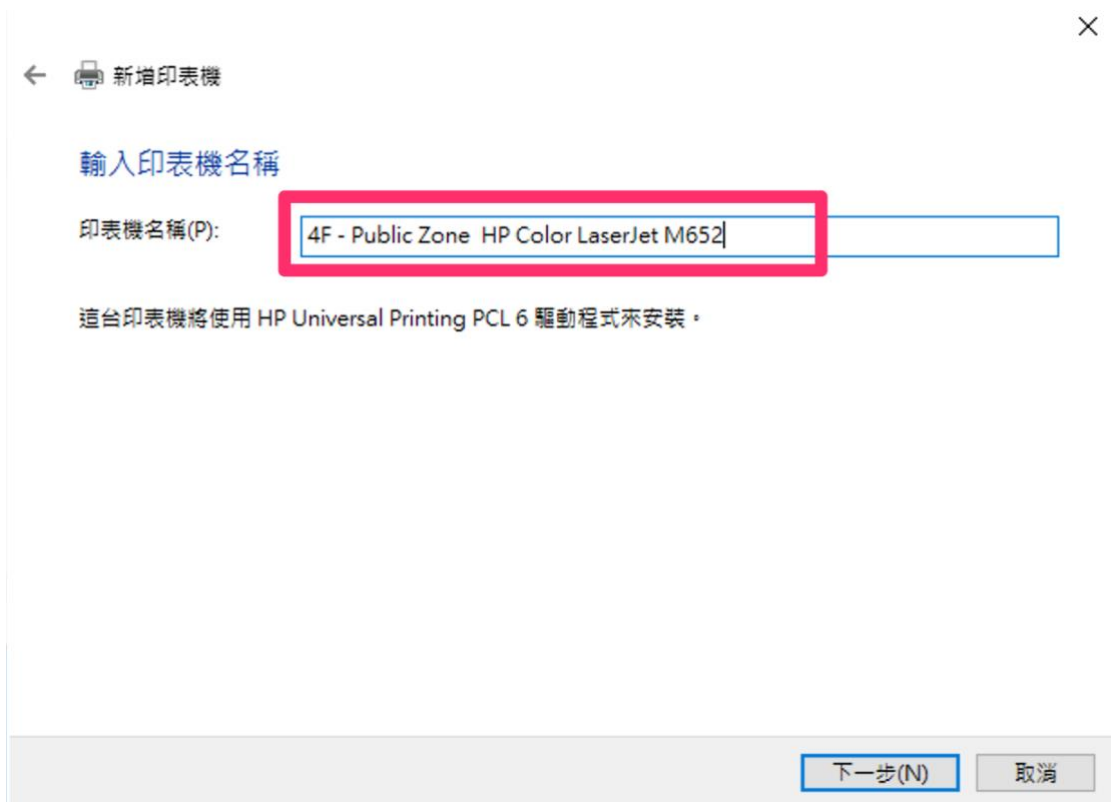 新增印表機
輸入印表機名稱
印表機名稱(P): 4F - Public Zone  HP Color LaserJet M652
這台印表機將使用 HP Universal Printing PCL 6 驅動程式來安裝。
下一步(N) 取消